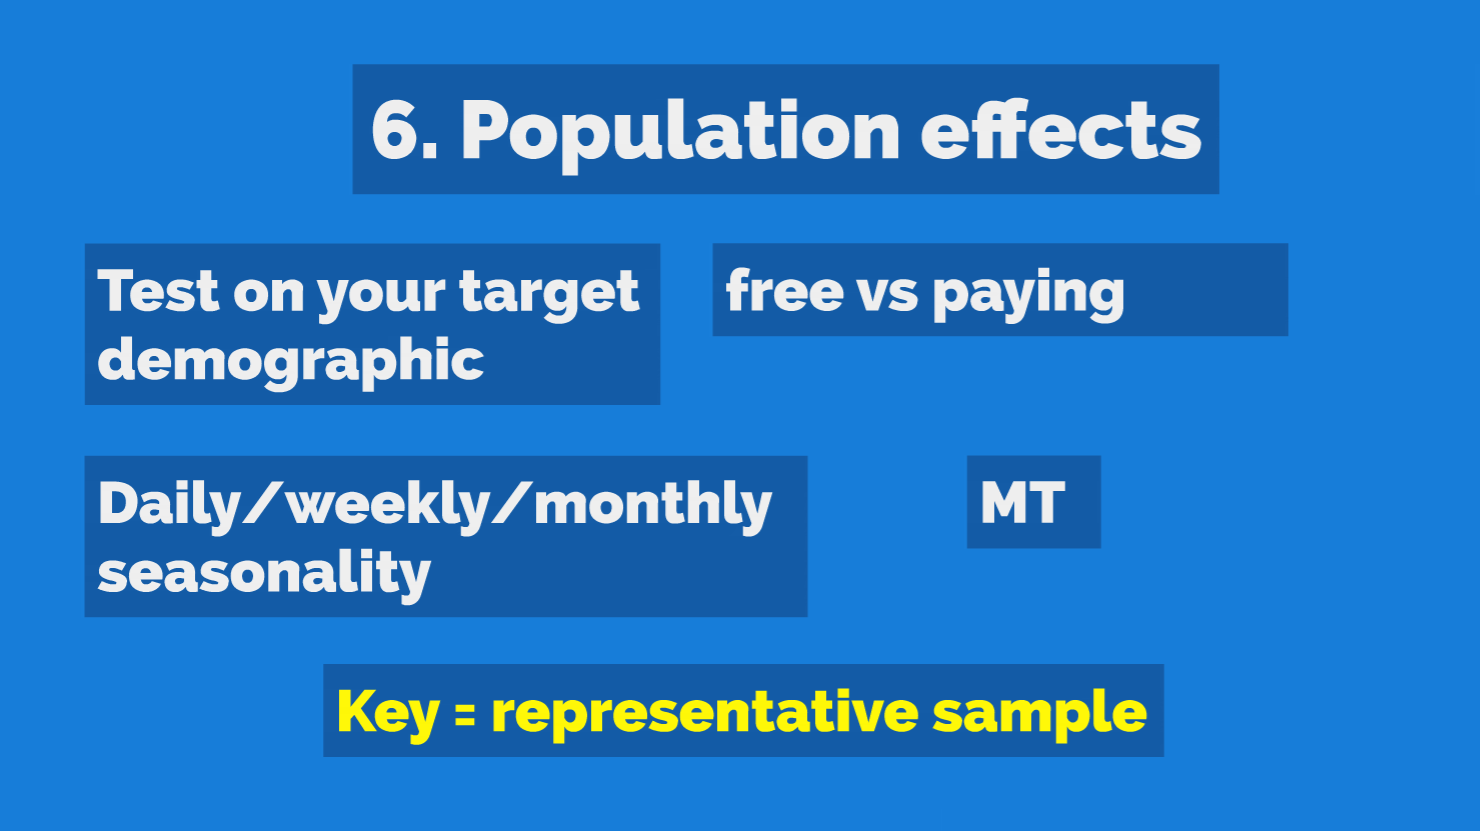 6. Population effects
Test on your target
demographic
free vs paying
Daily/weekly/monthly
seasonality
MT
Key = representative sample